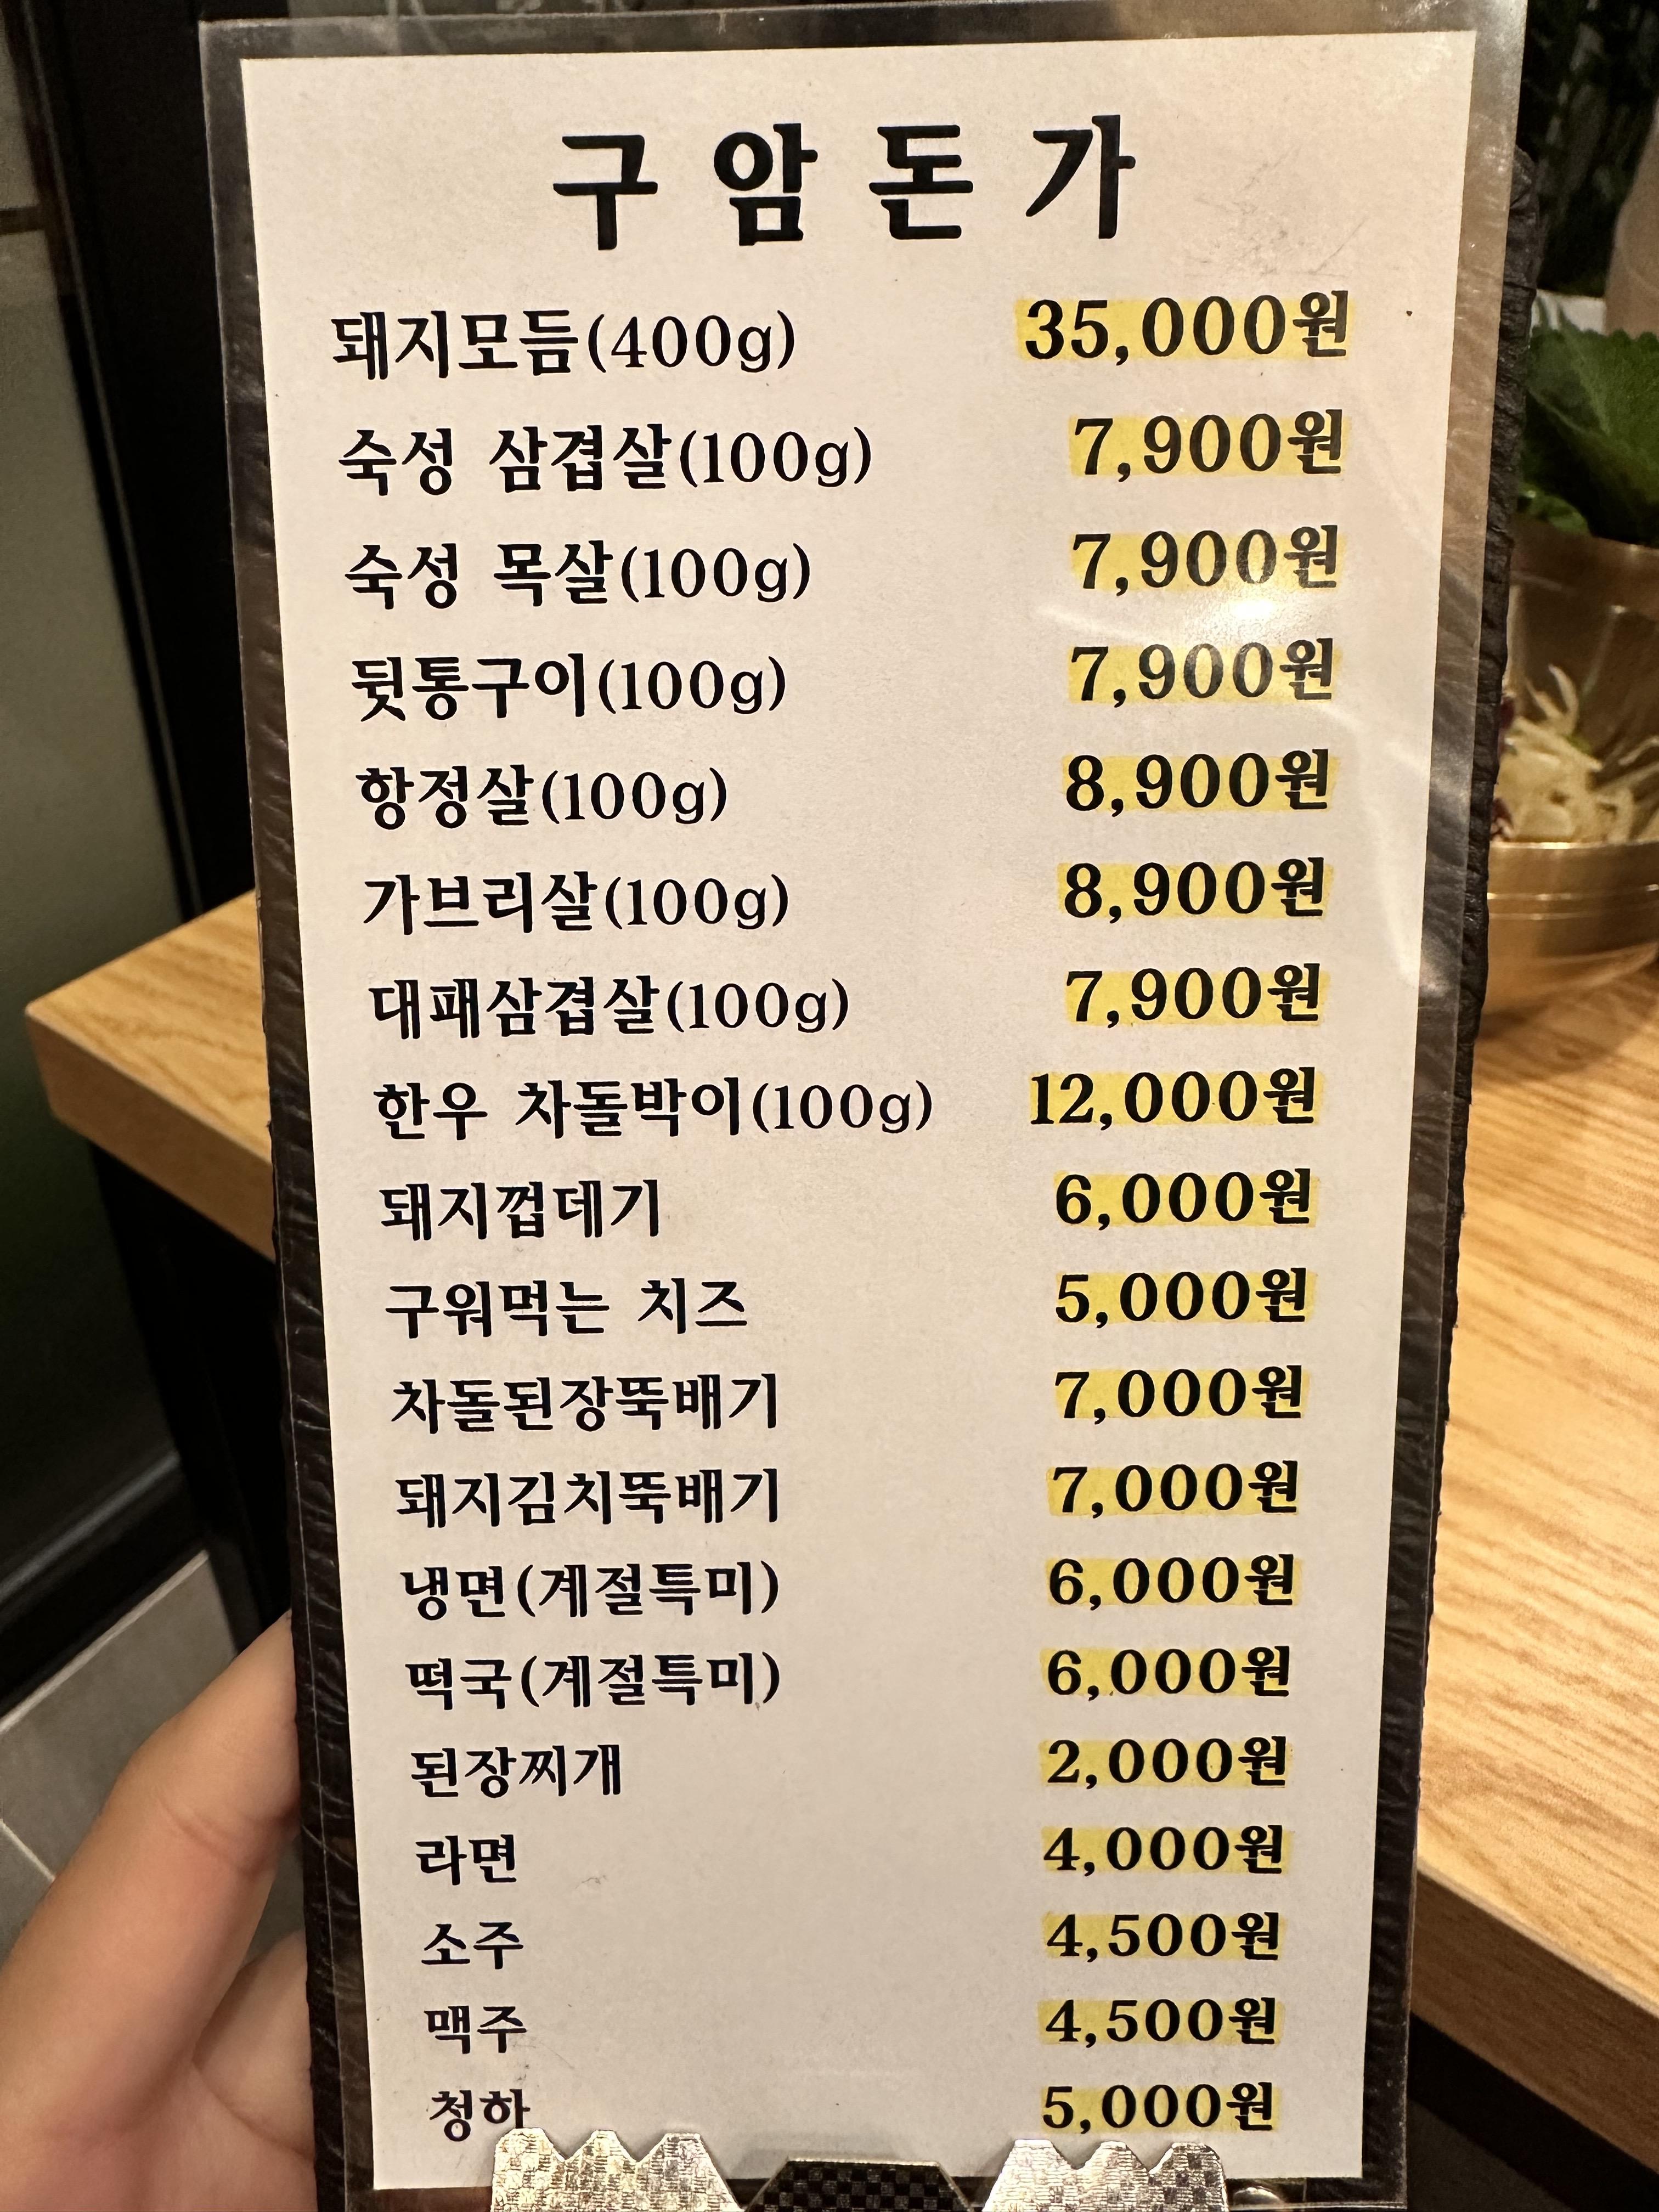 구암돈가
돼지모듬(400g) 35,000원
숙성 삼겹살(100g) 7,900원
숙성 목살(100g) 7,900원
뒷통구이(100g) 7,900원
항정살(100g) 8,900원
가브리살(100g) 8,900원
대패삼겹살(100g) 7,900원
한우 차돌박이(100g) 12,000원
돼지껍데기 6,000원
구워먹는 치즈 5,000원
차돌된장뚝배기 7,000원
돼지김치뚝배기 7,000원
냉면(계절특미) 6,000원
떡국(계절특미) 6,000원
된장찌개 2,000원
라면 4,000원
소주 4,500원
맥주 4,500원
청하 5,000원